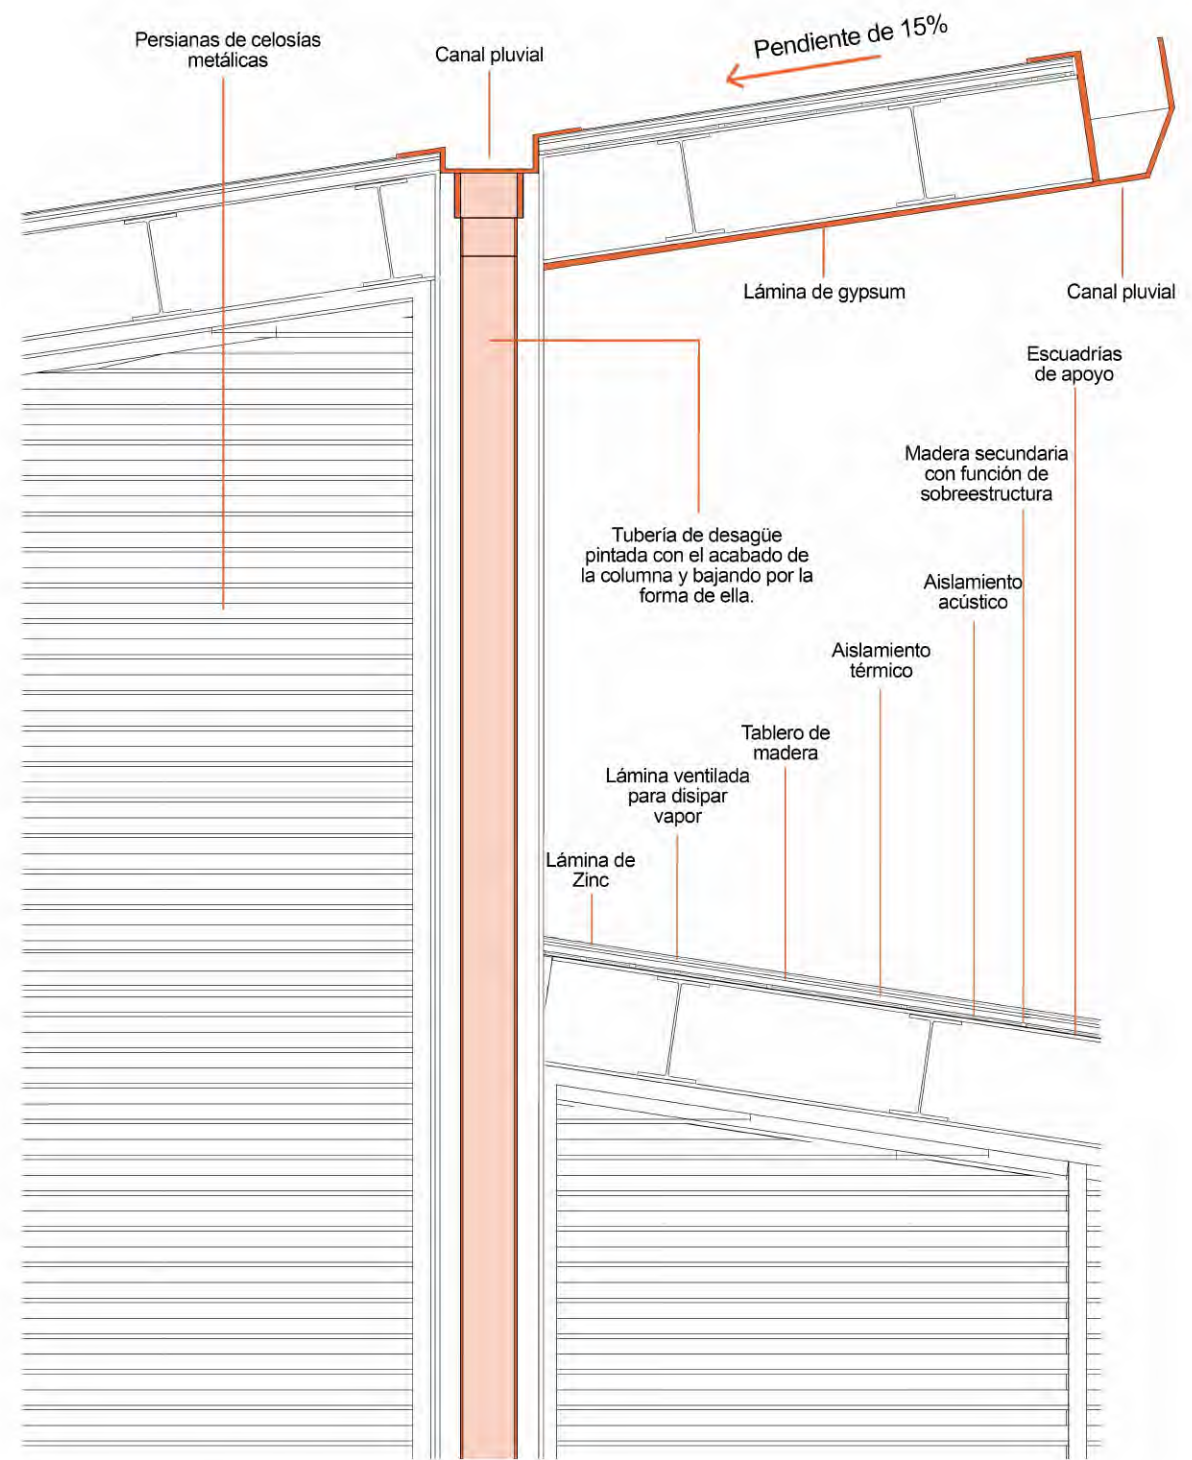 Persianas de celosías
metálicas
Canal pluvial
Pendiente de 15%
Lámina de gypsum
Canal pluvial
Escuadrías
de apoyo
Madera secundaria
con función de
sobreestructura
Tubería de desagüe
pintada con el acabado de
la columna y bajando por la
forma de ella.
Aislamiento
acústico
Aislamiento
térmico
Tablero de
madera
Lámina ventilada
para disipar
vapor
Lámina de
Zinc